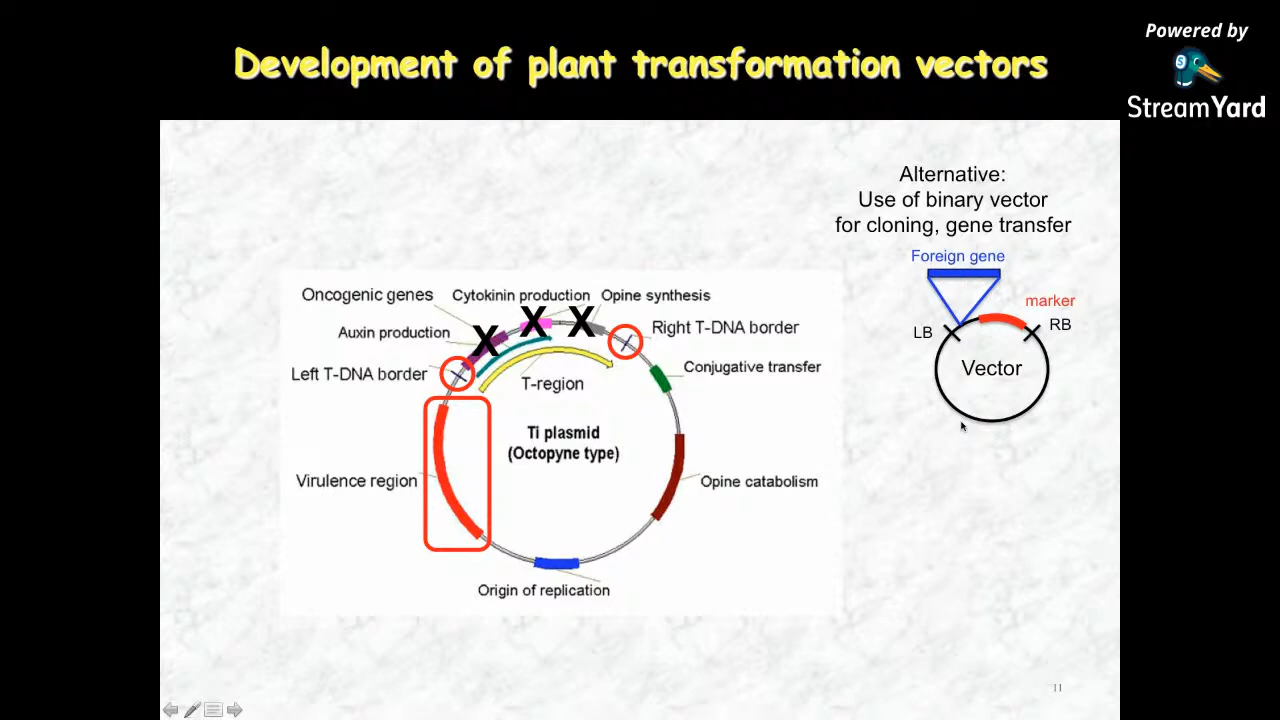 Development of plant transformation vectors
Powered by
StreamYard
Alternative:
Use of binary vector
for cloning, gene transfer
Foreign gene
marker
LB
RB
Vector
Oncogenic genes
Cytokinin production
Opine synthesis
Auxin production
Right T-DNA border
Left T-DNA border
Conjugative transfer
T-region
Ti plasmid
(Octopyne type)
Virulence region
Opine catabolism
Origin of replication
11